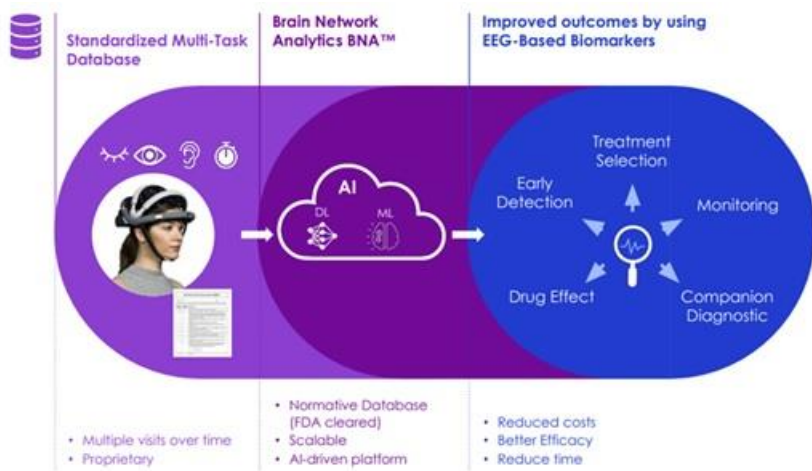 Standardized Multi-Task
Database
Brain Network
Analytics BNA™
Improved outcomes by using
EEG-Based Biomarkers
AI
DL
ML
Treatment
Selection
Early
Detection
Monitoring
Drug Effect
Companion
Diagnostic
• Multiple visits over time
• Proprietary
• Normative Database
(FDA cleared)
• Scalable
• AI-driven platform
• Reduced costs
• Better Efficacy
• Reduce time